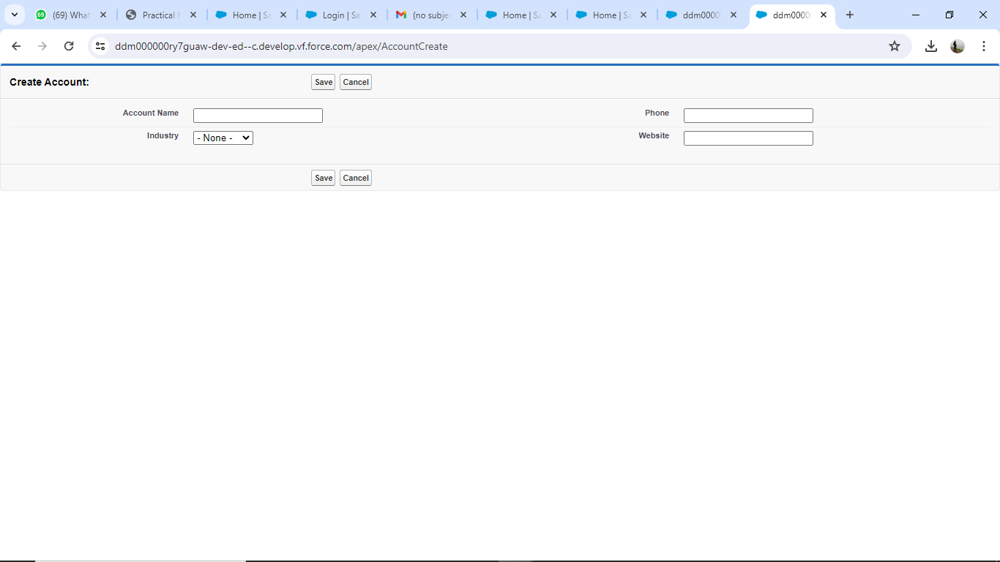 69 (69) What Practical Home | Sa Login | Sa (no subje Home | Sa Home | Sa ddm0000 ddm0000
ddm000000ry7guaw-dev-ed--c.develop.vf.force.com/apex/AccountCreate
Create Account: Save Cancel
Account Name Phone
Industry - None - Website
Save Cancel